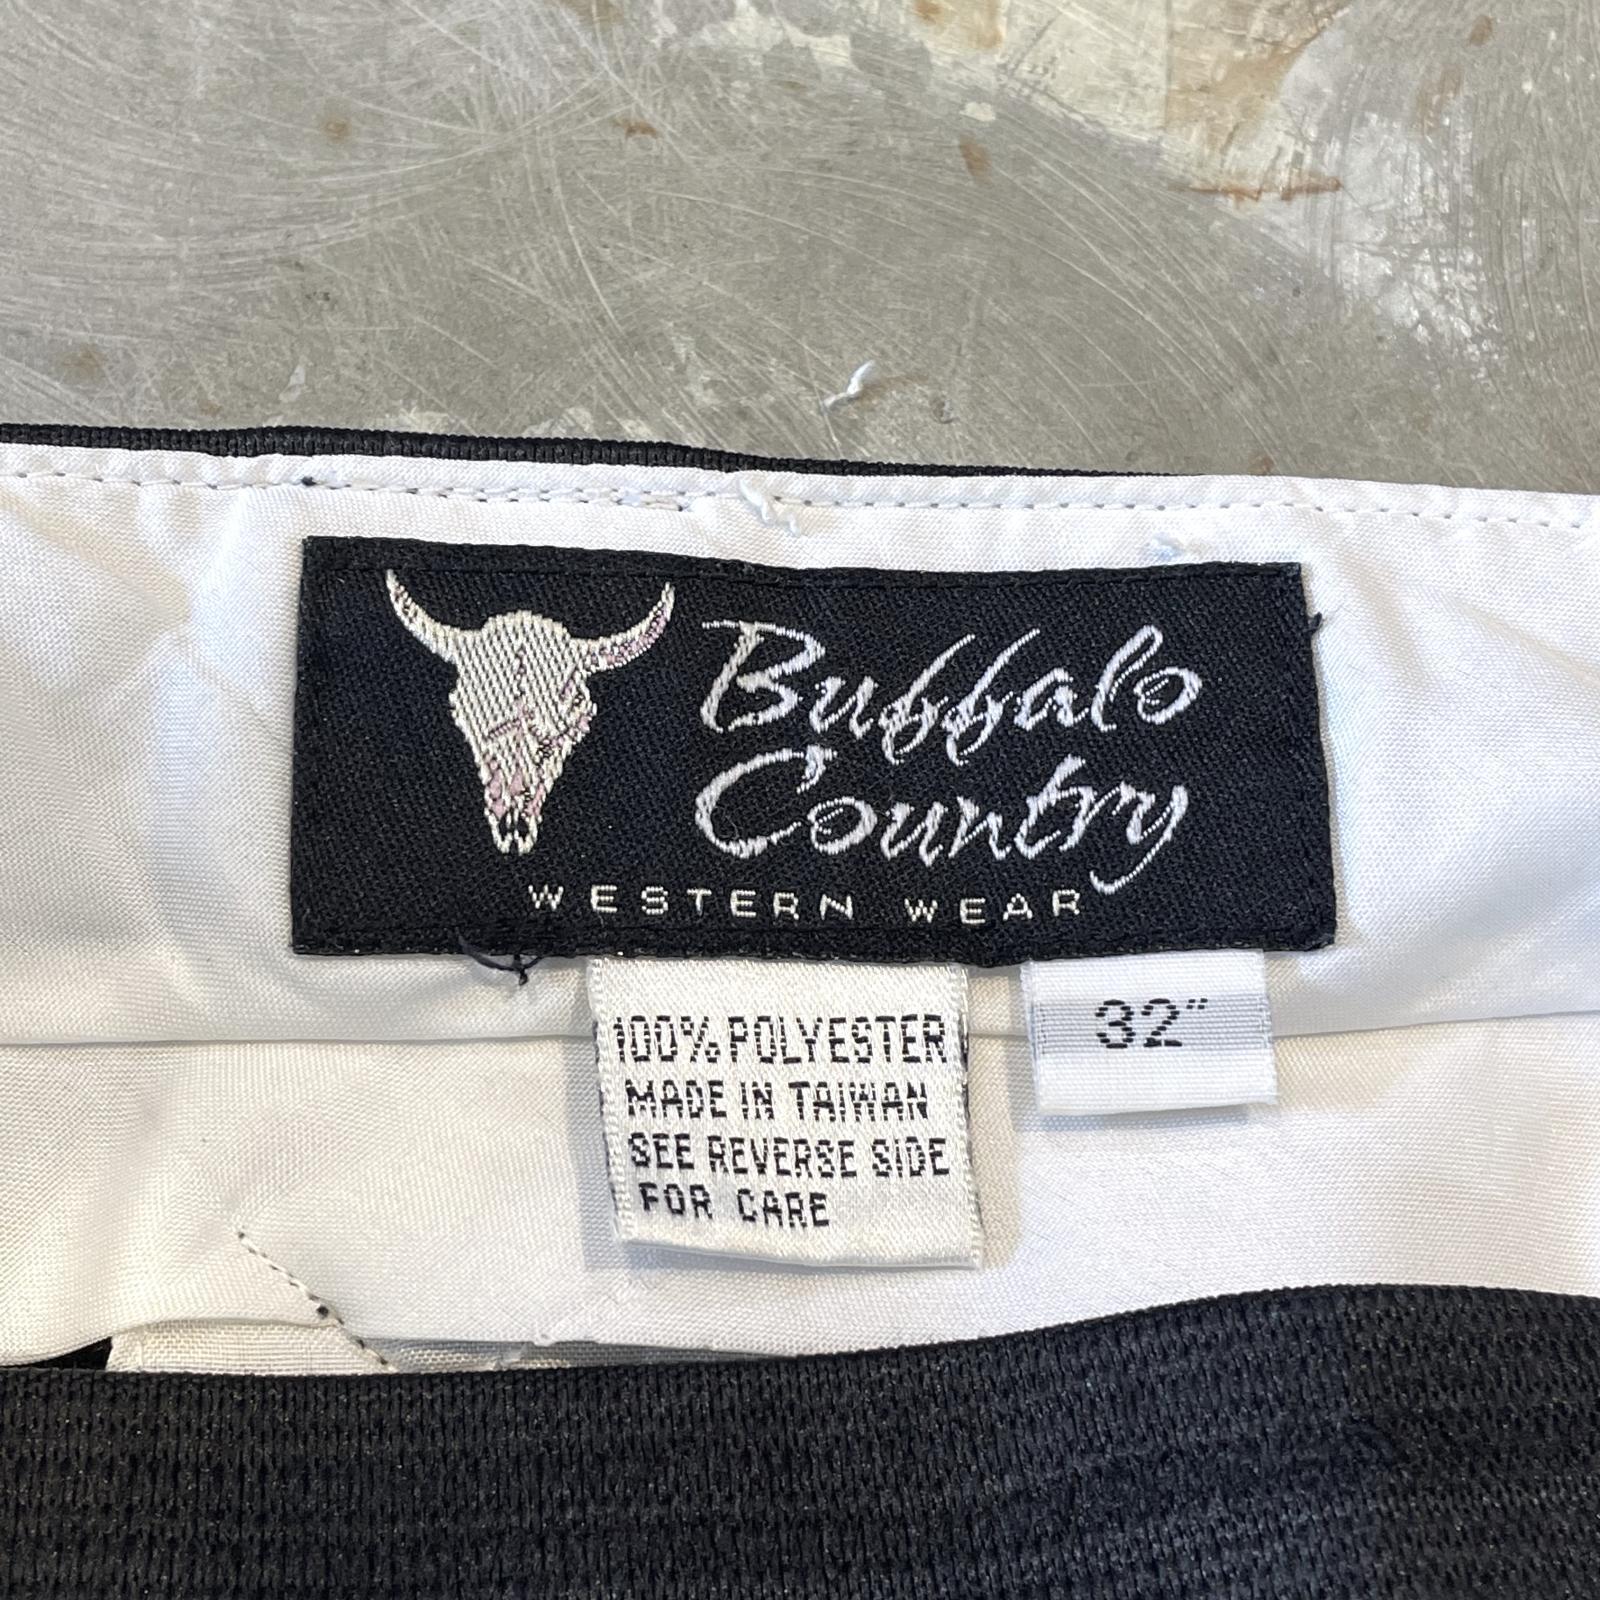 Buffalo
Country
WESTERN WEAR
100% POLYESTER
MADE IN TAIWAN
SEE REVERSE SIDE
FOR CARE
32"